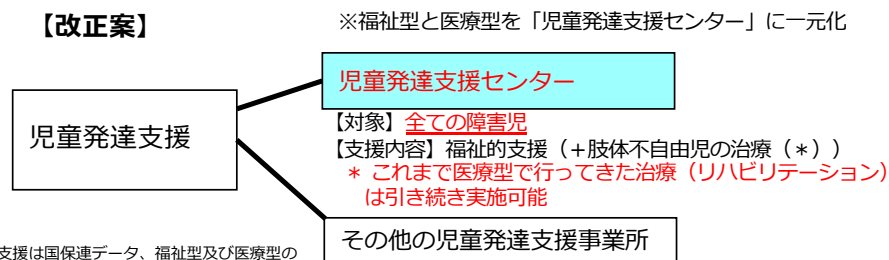 【改正案】
※福祉型と医療型を「児童発達支援センター」に一元化
児童発達支援センター
児童発達支援
【対象】全ての障害児
【支援内容】福祉的支援（＋肢体不自由児の治療（＊））
＊ これまで医療型で行ってきた治療（リハビリテーション）
は引き続き実施可能
その他の児童発達支援事業所
支援は国保連データ、福祉型及び医療型の